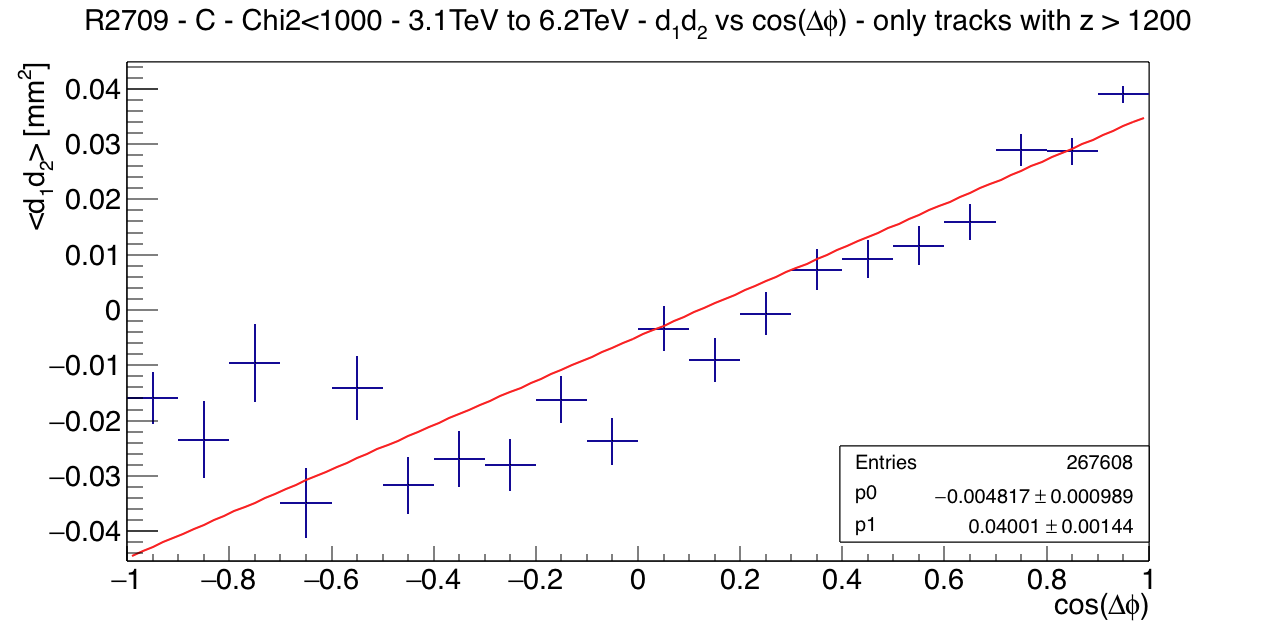 R2709 - C - Chi2<1000 - 3.1TeV to 6.2TeV - d₁d₂ vs cos(Δϕ) - only tracks with z > 1200
<d₁d₂> [mm²]
0.04
0.03
0.02
0.01
0
−0.01
−0.02
−0.03
−0.04
Entries 267608
p0 −0.004817 ± 0.000989
p1 0.04001 ± 0.00144
−1 −0.8 −0.6 −0.4 −0.2 0 0.2 0.4 0.6 0.8 1
cos(Δϕ)